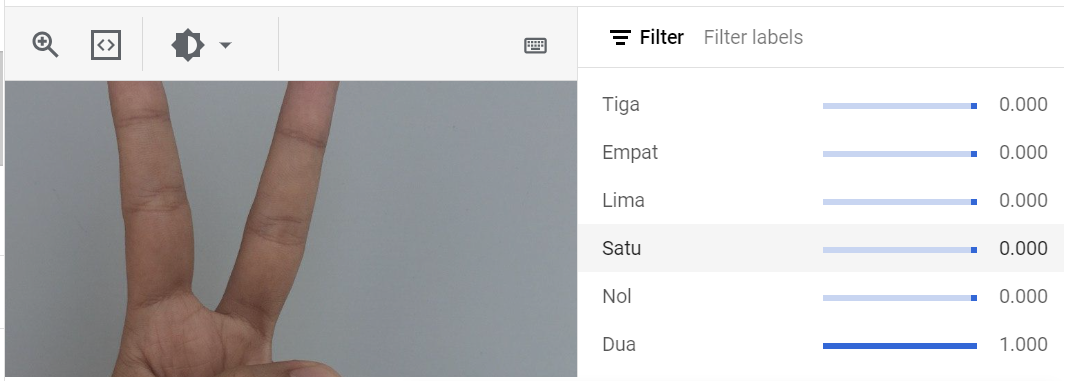 Filter Filter labels
Tiga 0.000
Empat 0.000
Lima 0.000
Satu 0.000
Nol 0.000
Dua 1.000